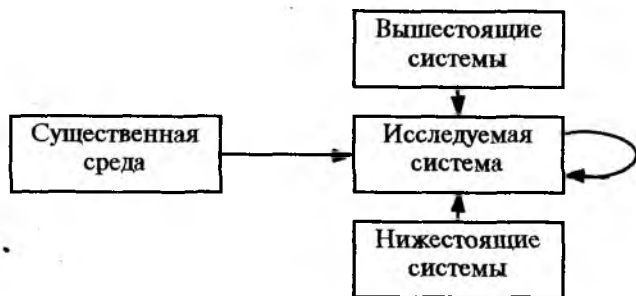 Вышестоящие
системы
Существенная
среда
Исследуемая
система
Нижестоящие
системы